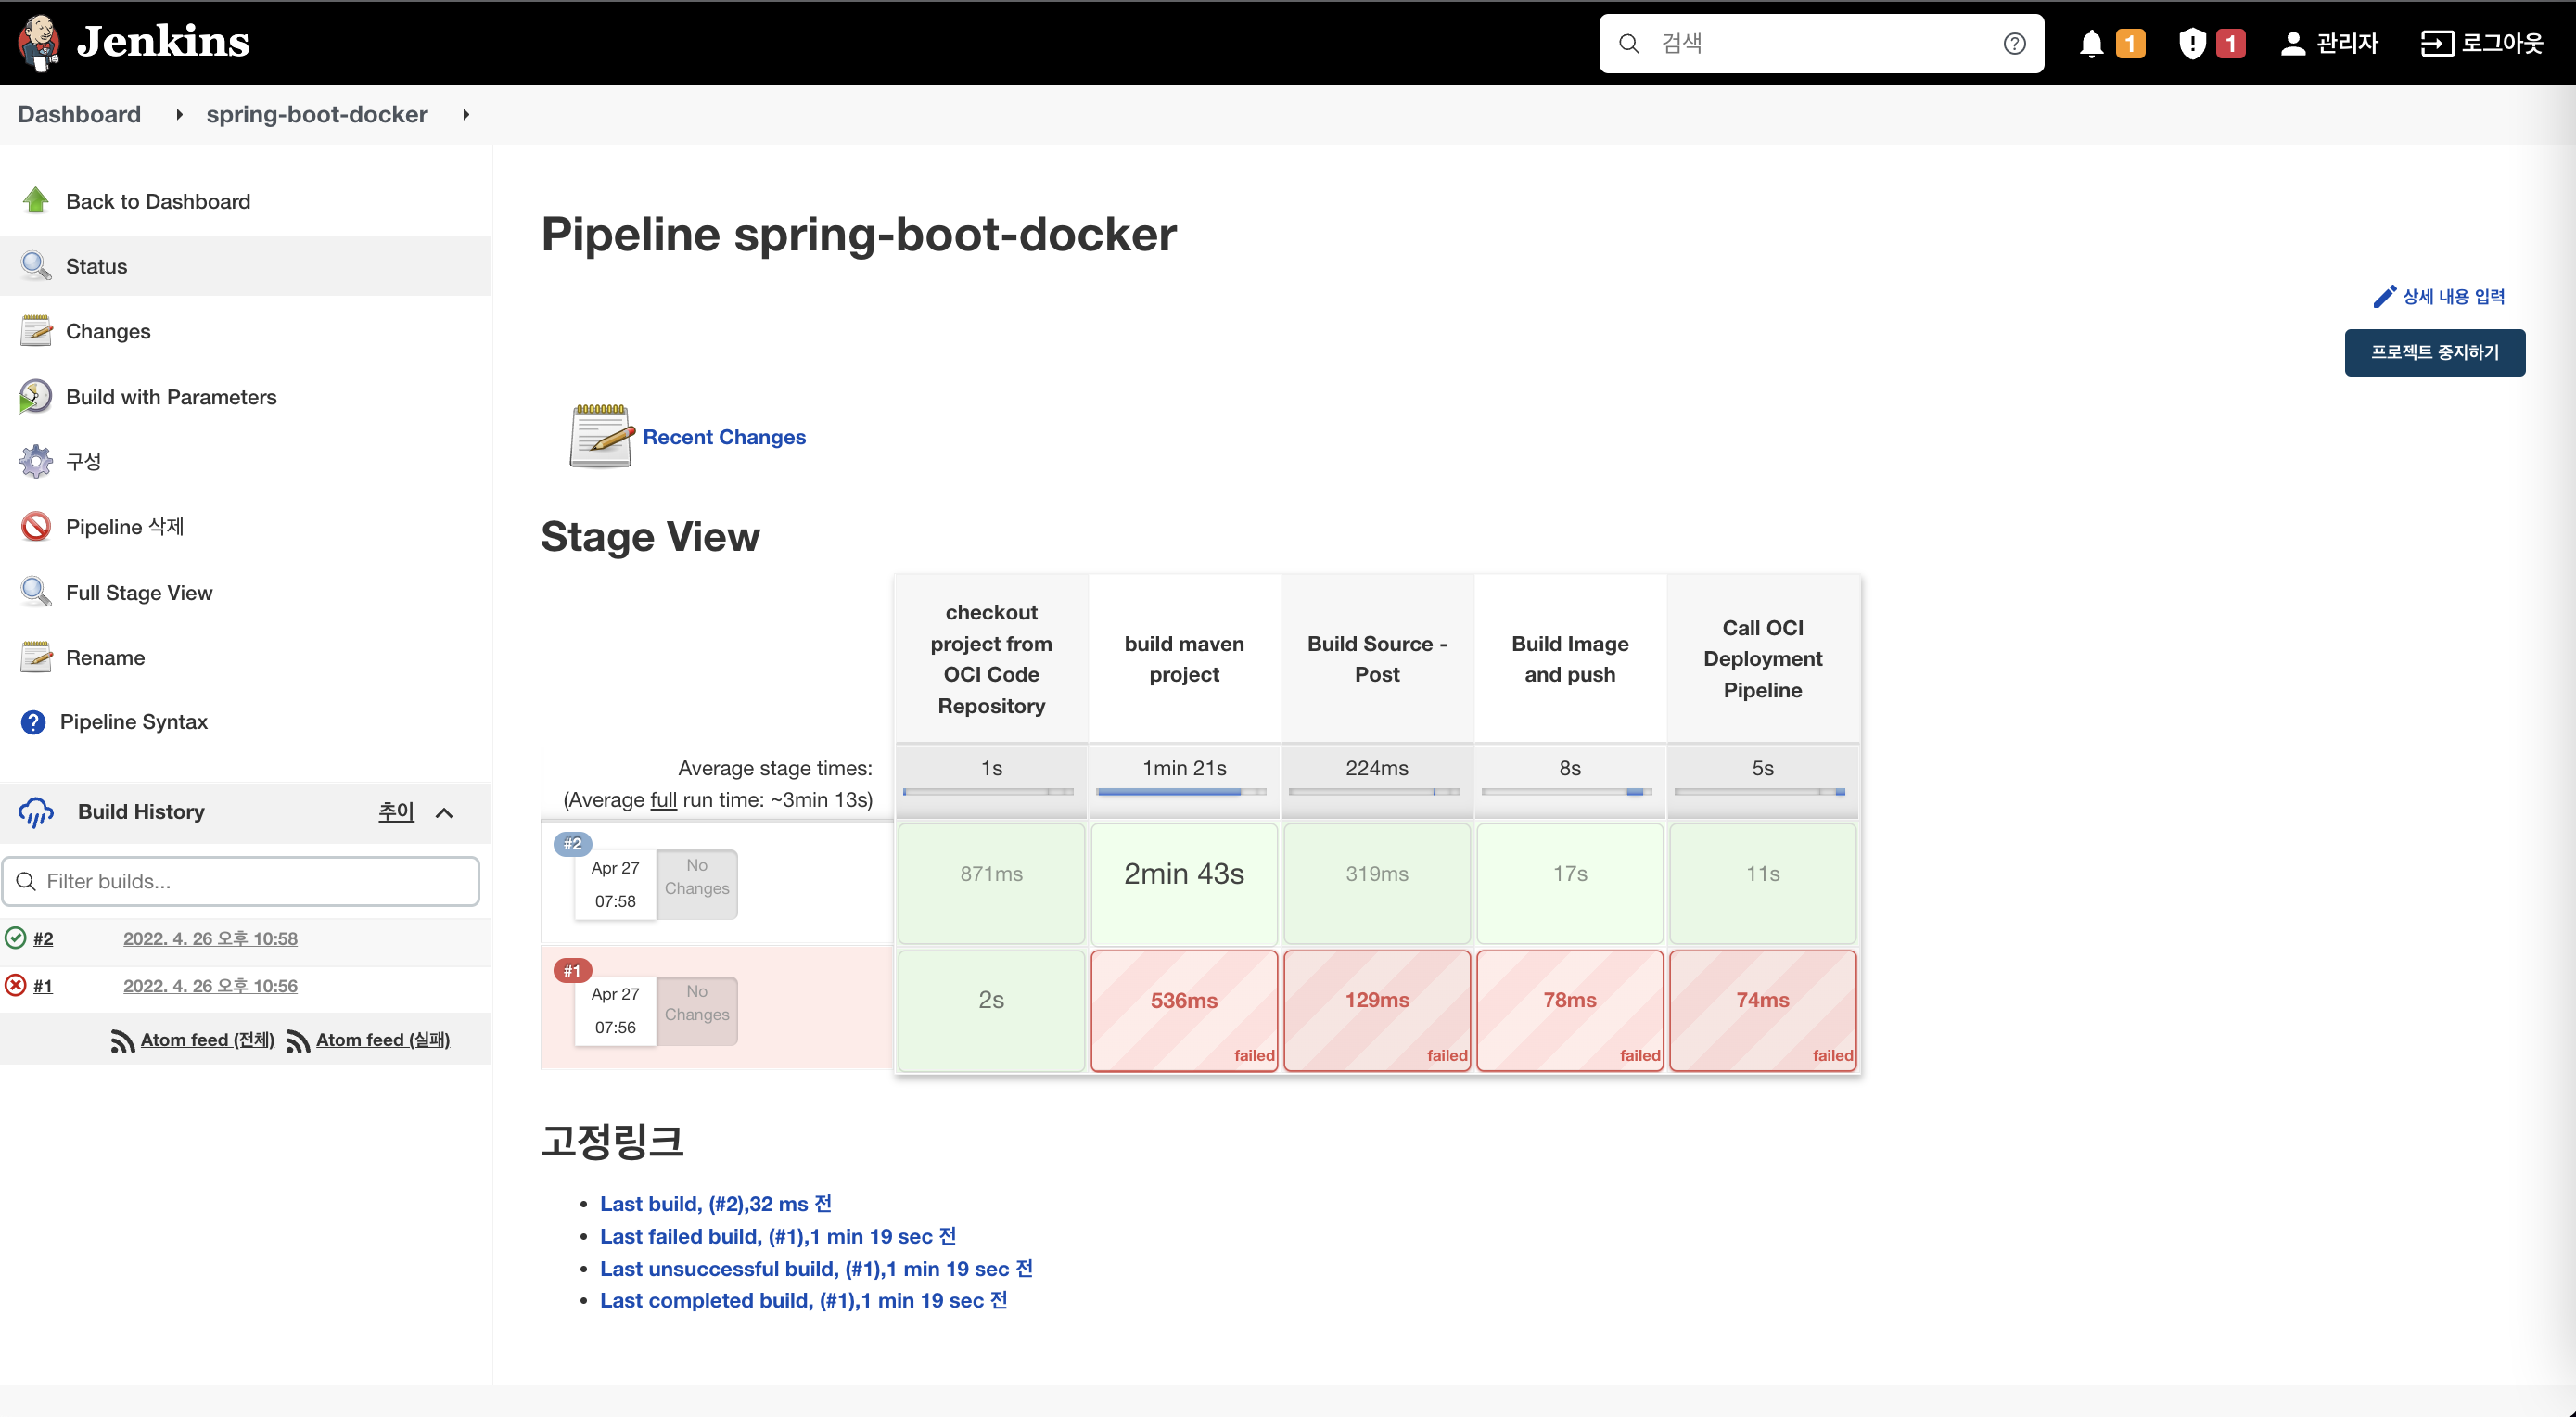 Jenkins
검색
1
1
관리자
로그아웃
Dashboard
spring-boot-docker
Back to Dashboard
Status
Changes
Build with Parameters
구성
Pipeline 삭제
Full Stage View
Rename
Pipeline Syntax
Build History
추이
Filter builds...
#2
2022. 4. 26 오후 10:58
#1
2022. 4. 26 오후 10:56
Atom feed (전체)
Atom feed (실패)
Pipeline spring-boot-docker
상세 내용 입력
프로젝트 중지하기
Recent Changes
Stage View
checkout
project from
OCI Code
Repository
build maven
project
Build Source -
Post
Build Image
and push
Call OCI
Deployment
Pipeline
Average stage times:
(Average full run time: ~3min 13s)
1s
1min 21s
224ms
8s
5s
#2
Apr 27
07:58
No
Changes
871ms
2min 43s
319ms
17s
11s
#1
Apr 27
07:56
No
Changes
2s
536ms
failed
129ms
failed
78ms
failed
74ms
failed
고정링크
Last build, (#2),32 ms 전
Last failed build, (#1),1 min 19 sec 전
Last unsuccessful build, (#1),1 min 19 sec 전
Last completed build, (#1),1 min 19 sec 전